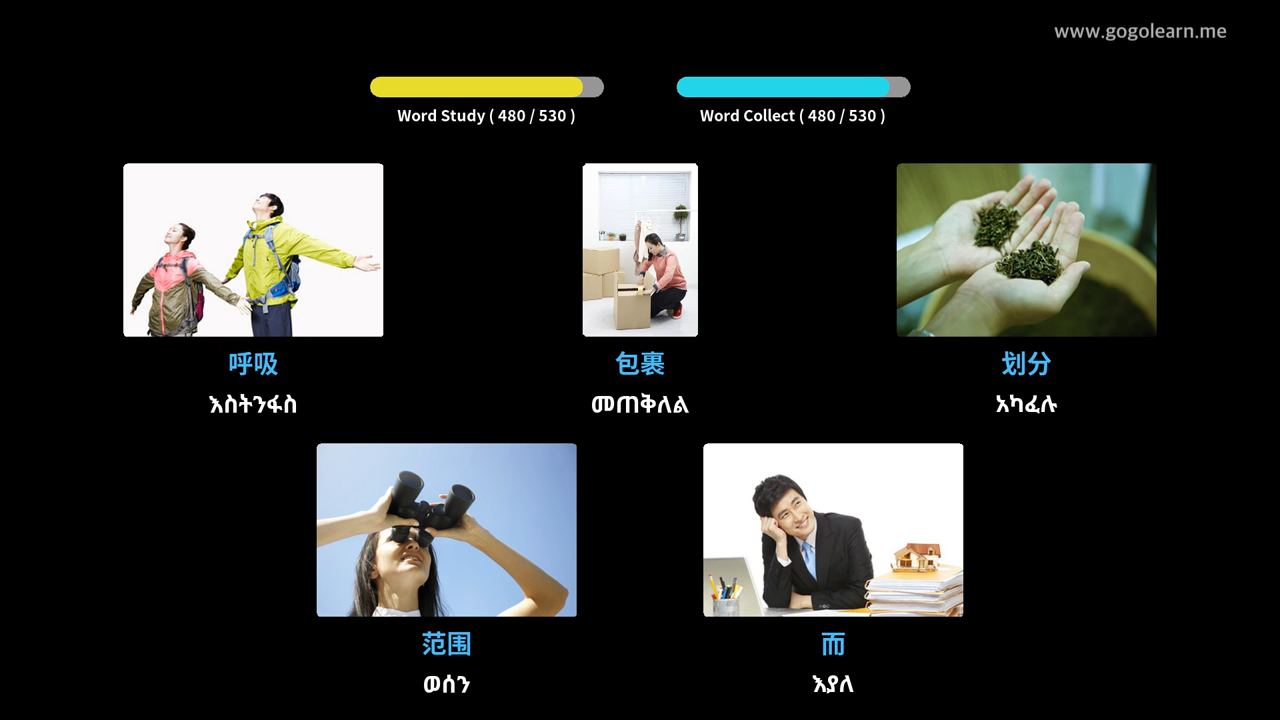 www.gogolearn.me
Word Study ( 480 / 530 )
Word Collect ( 480 / 530 )
呼吸
እስትንፋስ
包裹
መጠቅለል
划分
አካፈሉ
范围
ወሰን
而
እያለ